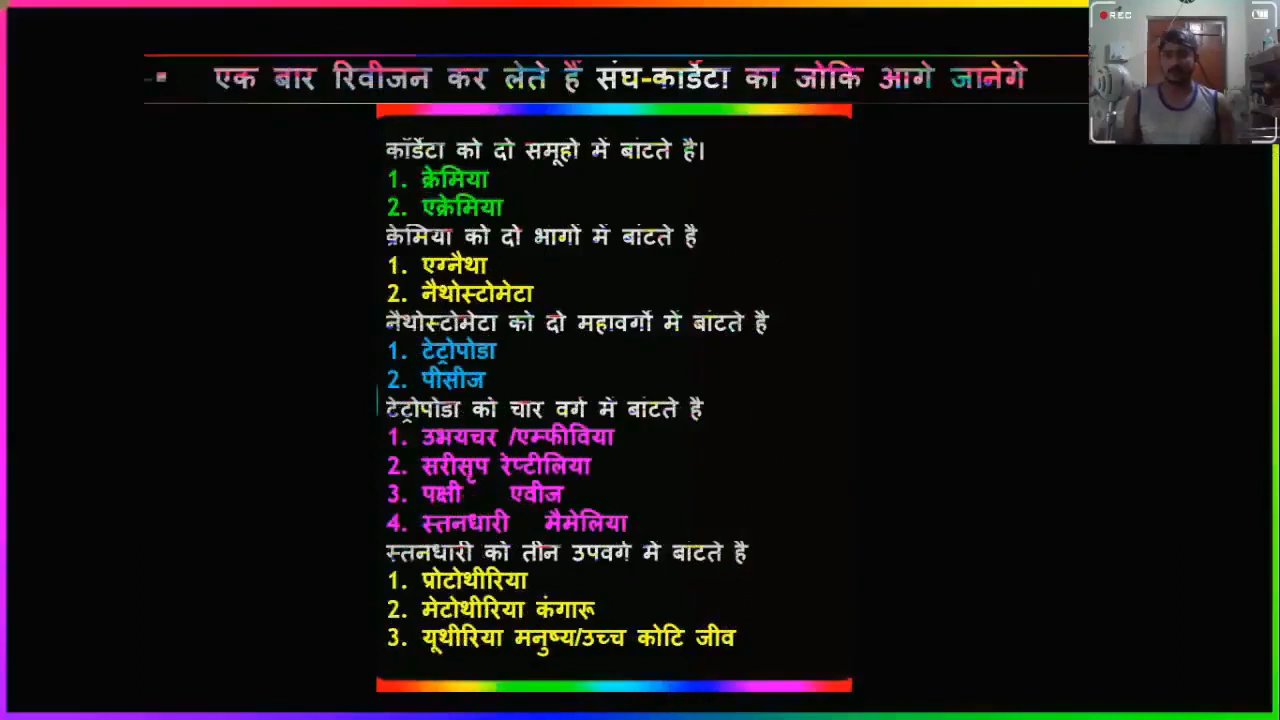 एक बार रिवीजन कर लेते हैं संघ-कार्डेटा का जोकि आगे जानेगे
REC
कॉर्डेटा को दो समूहो में बांटते है।
1. क्रेमिया
2. एक्रेमिया
क्रेमिया को दो भागों में बांटते है
1. एग्नैथा
2. नैथोस्टोमेटा
नैथोस्टोमेटा को दो महावर्गो में बांटते है
1. टेट्रोपोडा
2. पीसीज
टेट्रोपोडा को चार वर्ग में बांटते है
1. उभयचर /एम्फीविया
2. सरीसृप रेप्टीलिया
3. पक्षी एवीज
4. स्तनधारी मैमेलिया
स्तनधारी को तीन उपवर्ग मे बांटते है
1. प्रोटोथीरिया
2. मेटोथीरिया कंगारू
3. यूथीरिया मनुष्य/उच्च कोटि जीव